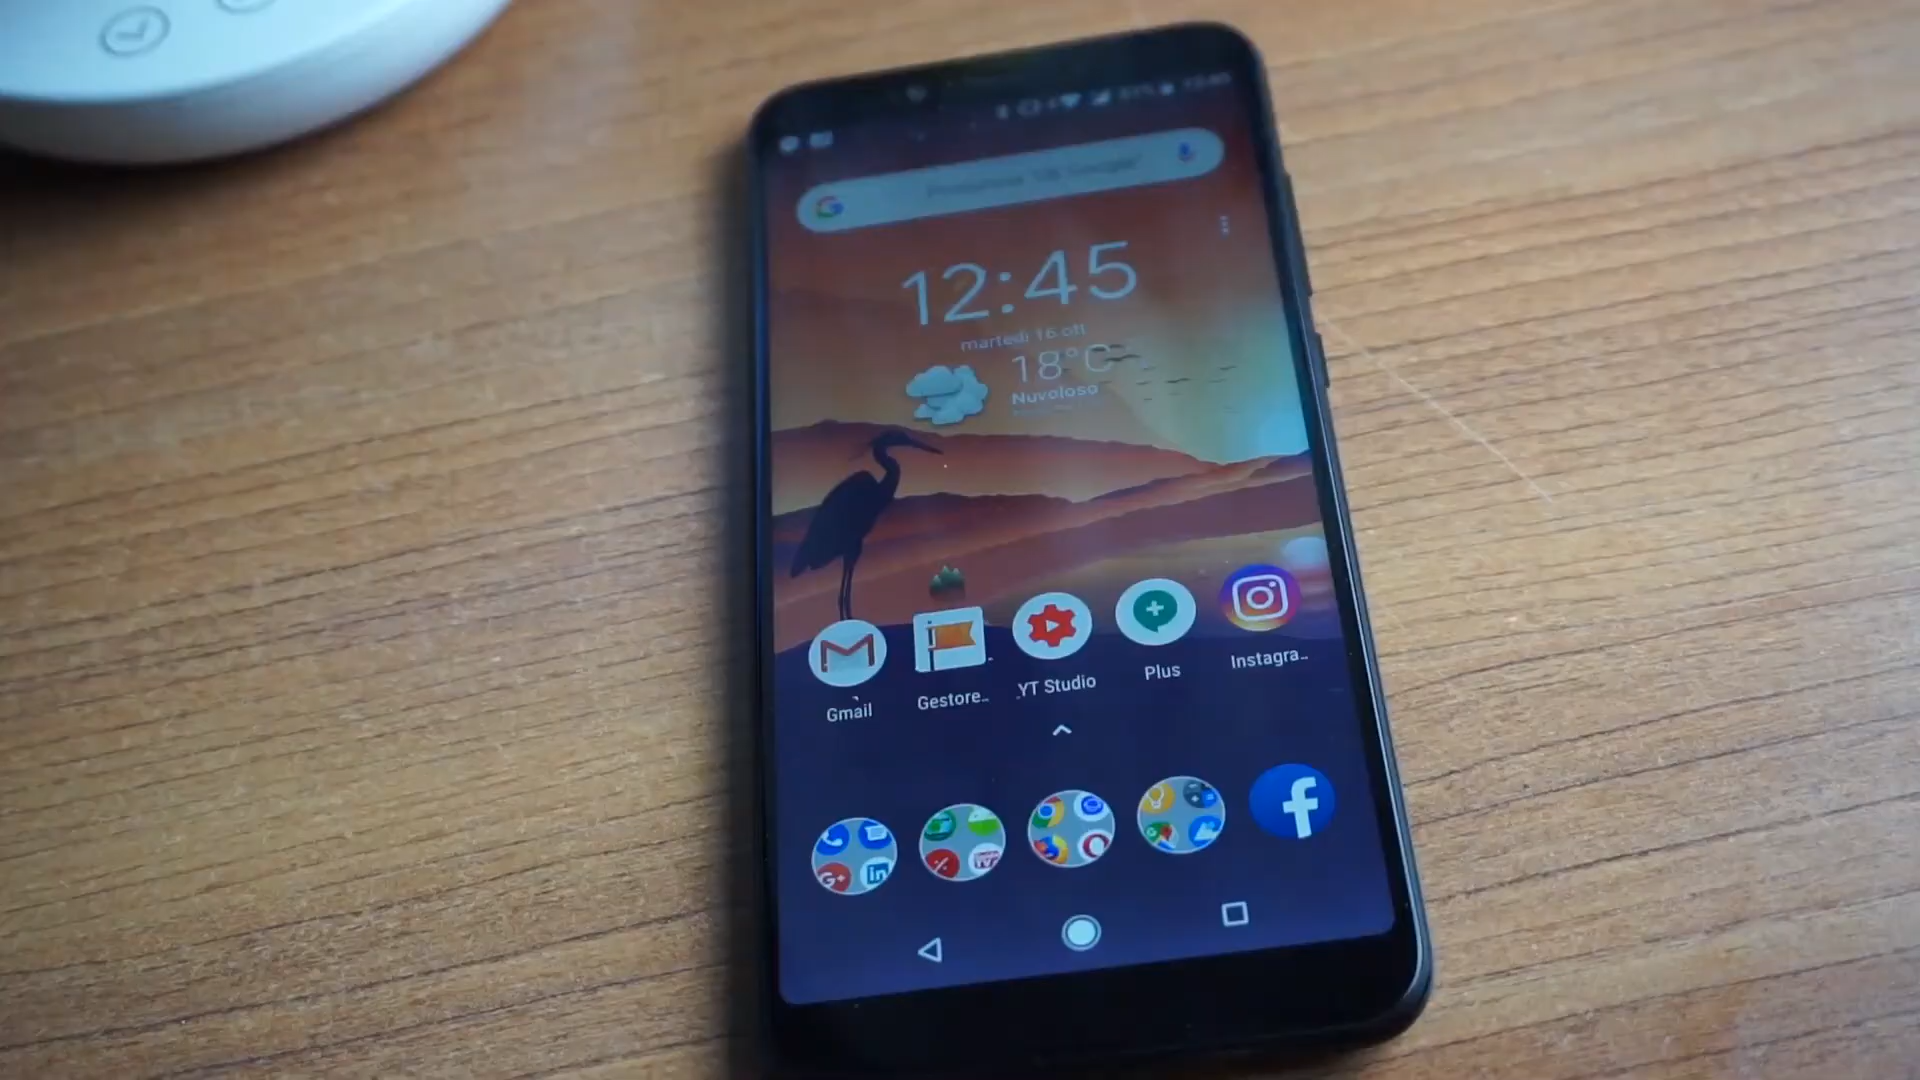 12:45
martedì 16 ott
18°C
Nuvoloso
Gmail
Gestore..
YT Studio
Plus
Instagra..